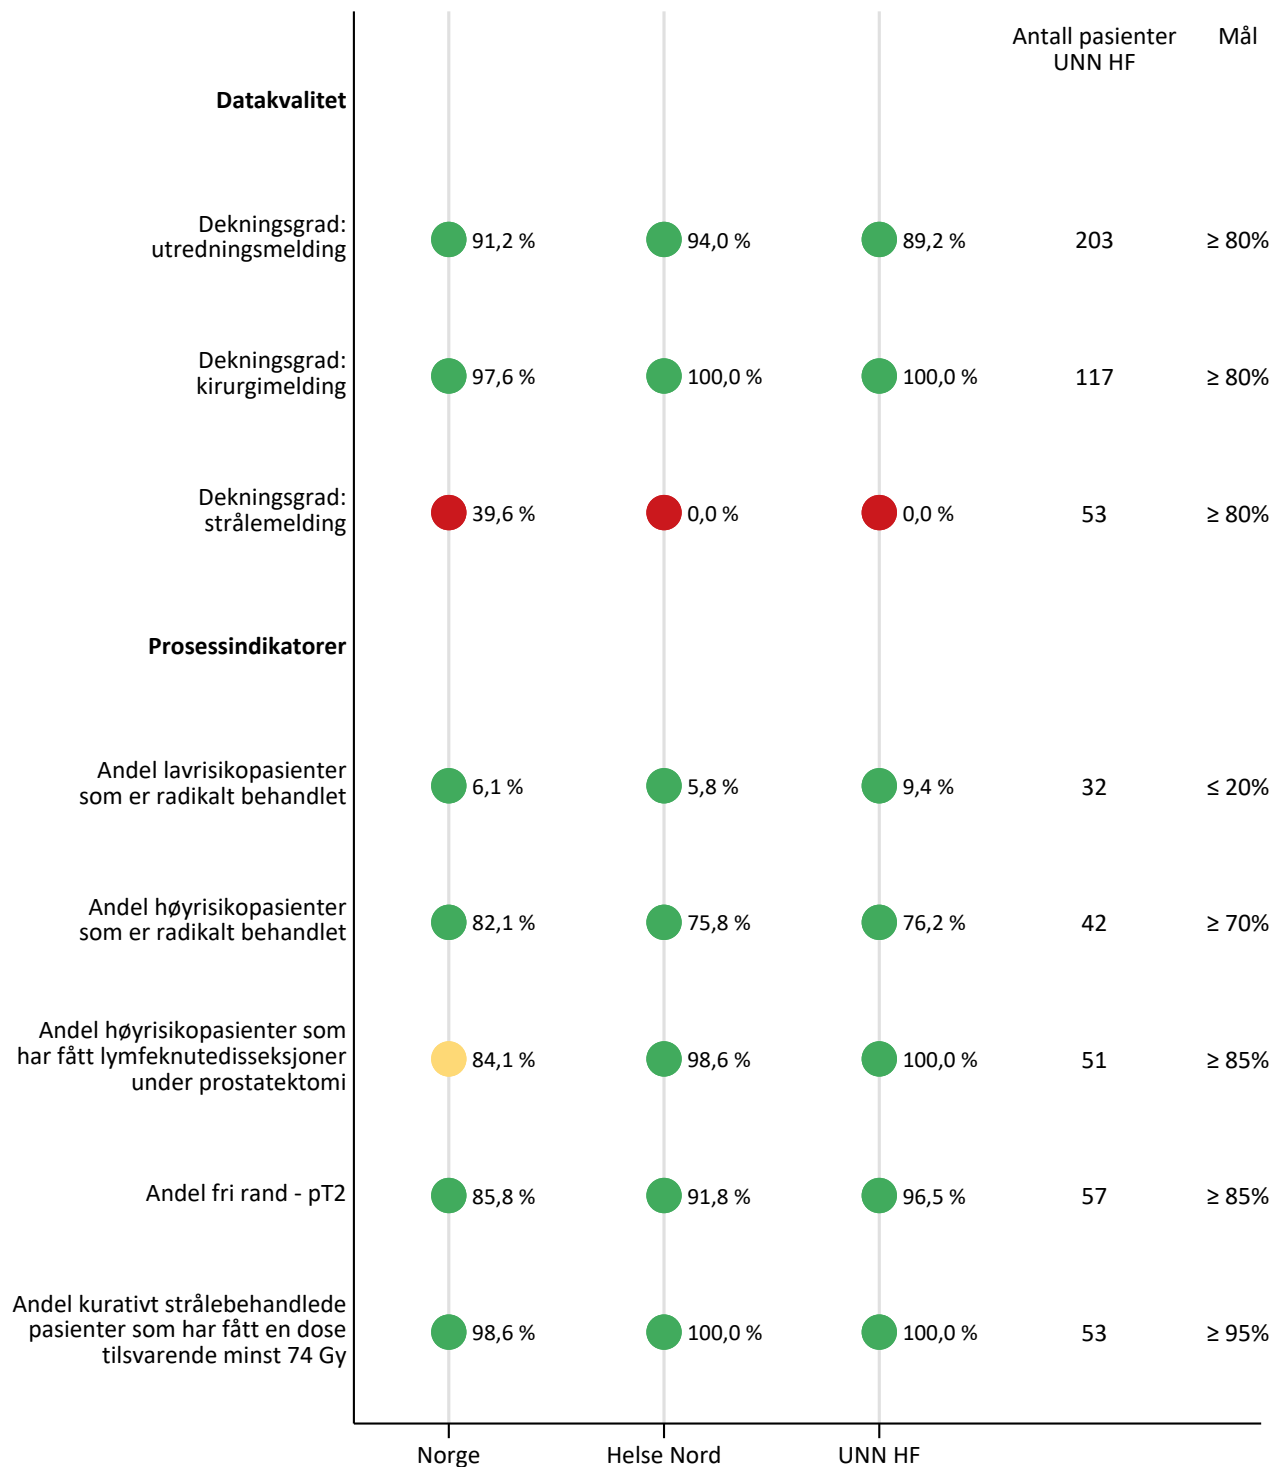 Antall pasienter
UNN HF
Mål
Datakvalitet
Dekningsgrad:
utredningsmelding
91,2 %
94,0 %
89,2 %
203
≥ 80%
Dekningsgrad:
kirurgimelding
97,6 %
100,0 %
100,0 %
117
≥ 80%
Dekningsgrad:
strålemelding
39,6 %
0,0 %
0,0 %
53
≥ 80%
Prosessindikatorer
Andel lavrisikopasienter
som er radikalt behandlet
6,1 %
5,8 %
9,4 %
32
≤ 20%
Andel høyrisikopasienter
som er radikalt behandlet
82,1 %
75,8 %
76,2 %
42
≥ 70%
Andel høyrisikopasienter som
har fått lymfeknutedisseksjoner
under prostatektomi
84,1 %
98,6 %
100,0 %
51
≥ 85%
Andel fri rand - pT2
85,8 %
91,8 %
96,5 %
57
≥ 85%
Andel kurativt strålebehandlede
pasienter som har fått en dose
tilsvarende minst 74 Gy
98,6 %
100,0 %
100,0 %
53
≥ 95%
Norge
Helse Nord
UNN HF